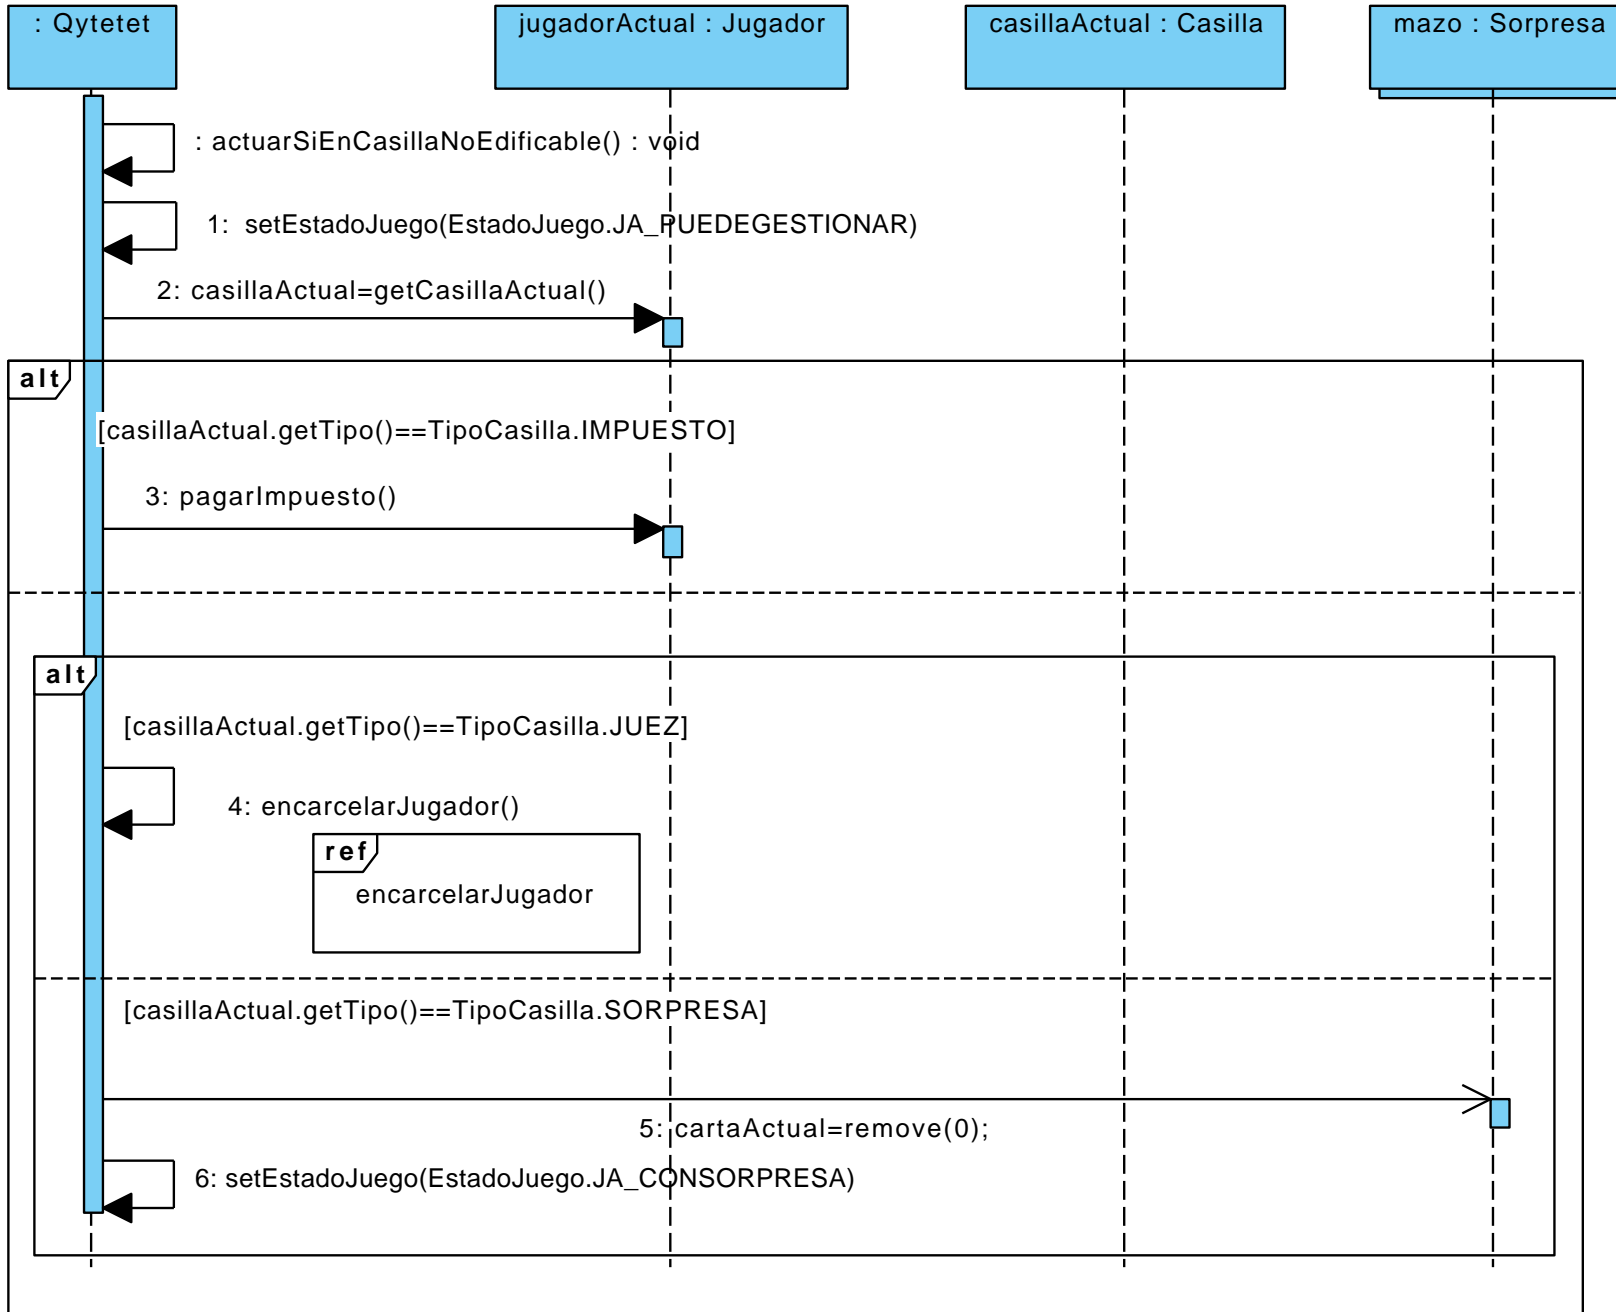 : Qytetet
jugadorActual : Jugador
casillaActual : Casilla
mazo : Sorpresa
: actuarSiEnCasillaNoEdificable() : void
1:  setEstadoJuego(EstadoJuego.JA_PUEDEGESTIONAR)
2: casillaActual=getCasillaActual()
alt
[casillaActual.getTipo()==TipoCasilla.IMPUESTO]
3: pagarImpuesto()
alt
[casillaActual.getTipo()==TipoCasilla.JUEZ]
4: encarcelarJugador()
ref
encarcelarJugador
[casillaActual.getTipo()==TipoCasilla.SORPRESA]
5: cartaActual=remove(0);
6: setEstadoJuego(EstadoJuego.JA_CONSORPRESA)